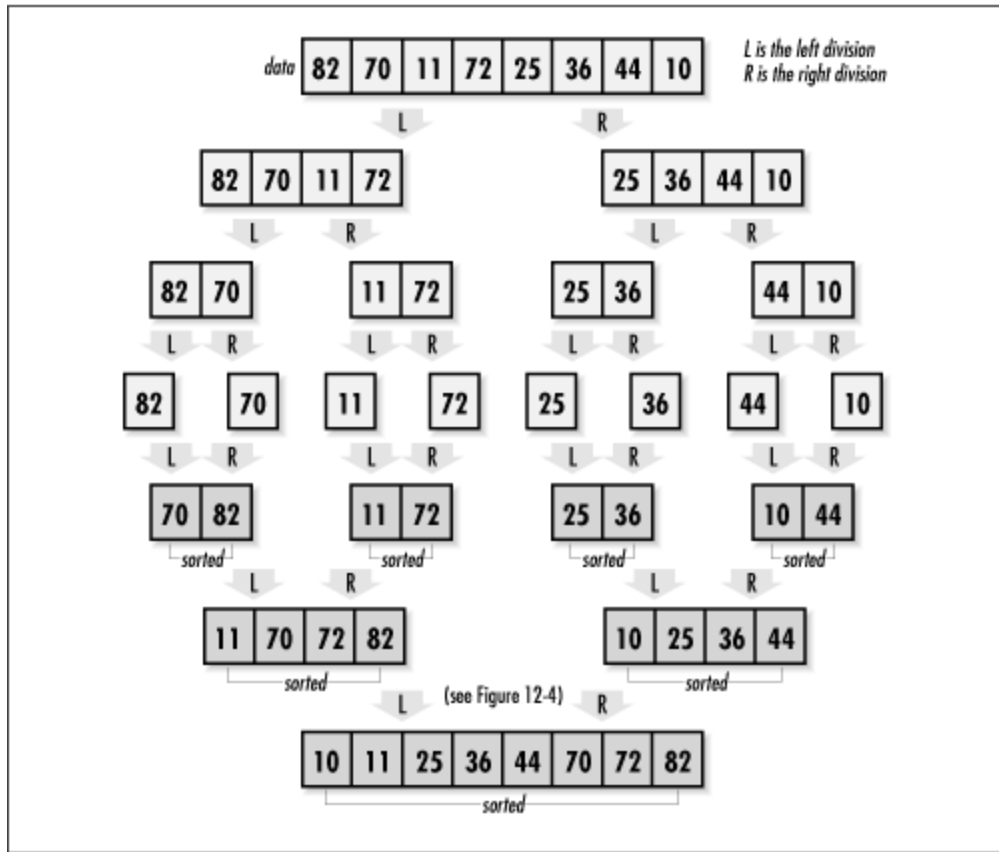 data 82 70 11 72 25 36 44 10
L is the left division
R is the right division
L R
82 70 11 72 25 36 44 10
L R L R
82 70 11 72 25 36 44 10
L R L R L R L R
82 70 11 72 25 36 44 10
L R L R L R L R
70 82 11 72 25 36 10 44
sorted sorted sorted sorted
L R L R
11 70 72 82 10 25 36 44
sorted sorted
L (see Figure 12-4) R
10 11 25 36 44 70 72 82
sorted